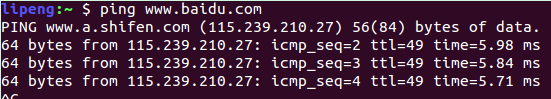 lipeng:~ $ ping www.baidu.com
PING www.a.shifen.com (115.239.210.27) 56(84) bytes of data.
64 bytes from 115.239.210.27: icmp_seq=2 ttl=49 time=5.98 ms
64 bytes from 115.239.210.27: icmp_seq=3 ttl=49 time=5.84 ms
64 bytes from 115.239.210.27: icmp_seq=4 ttl=49 time=5.71 ms
^C